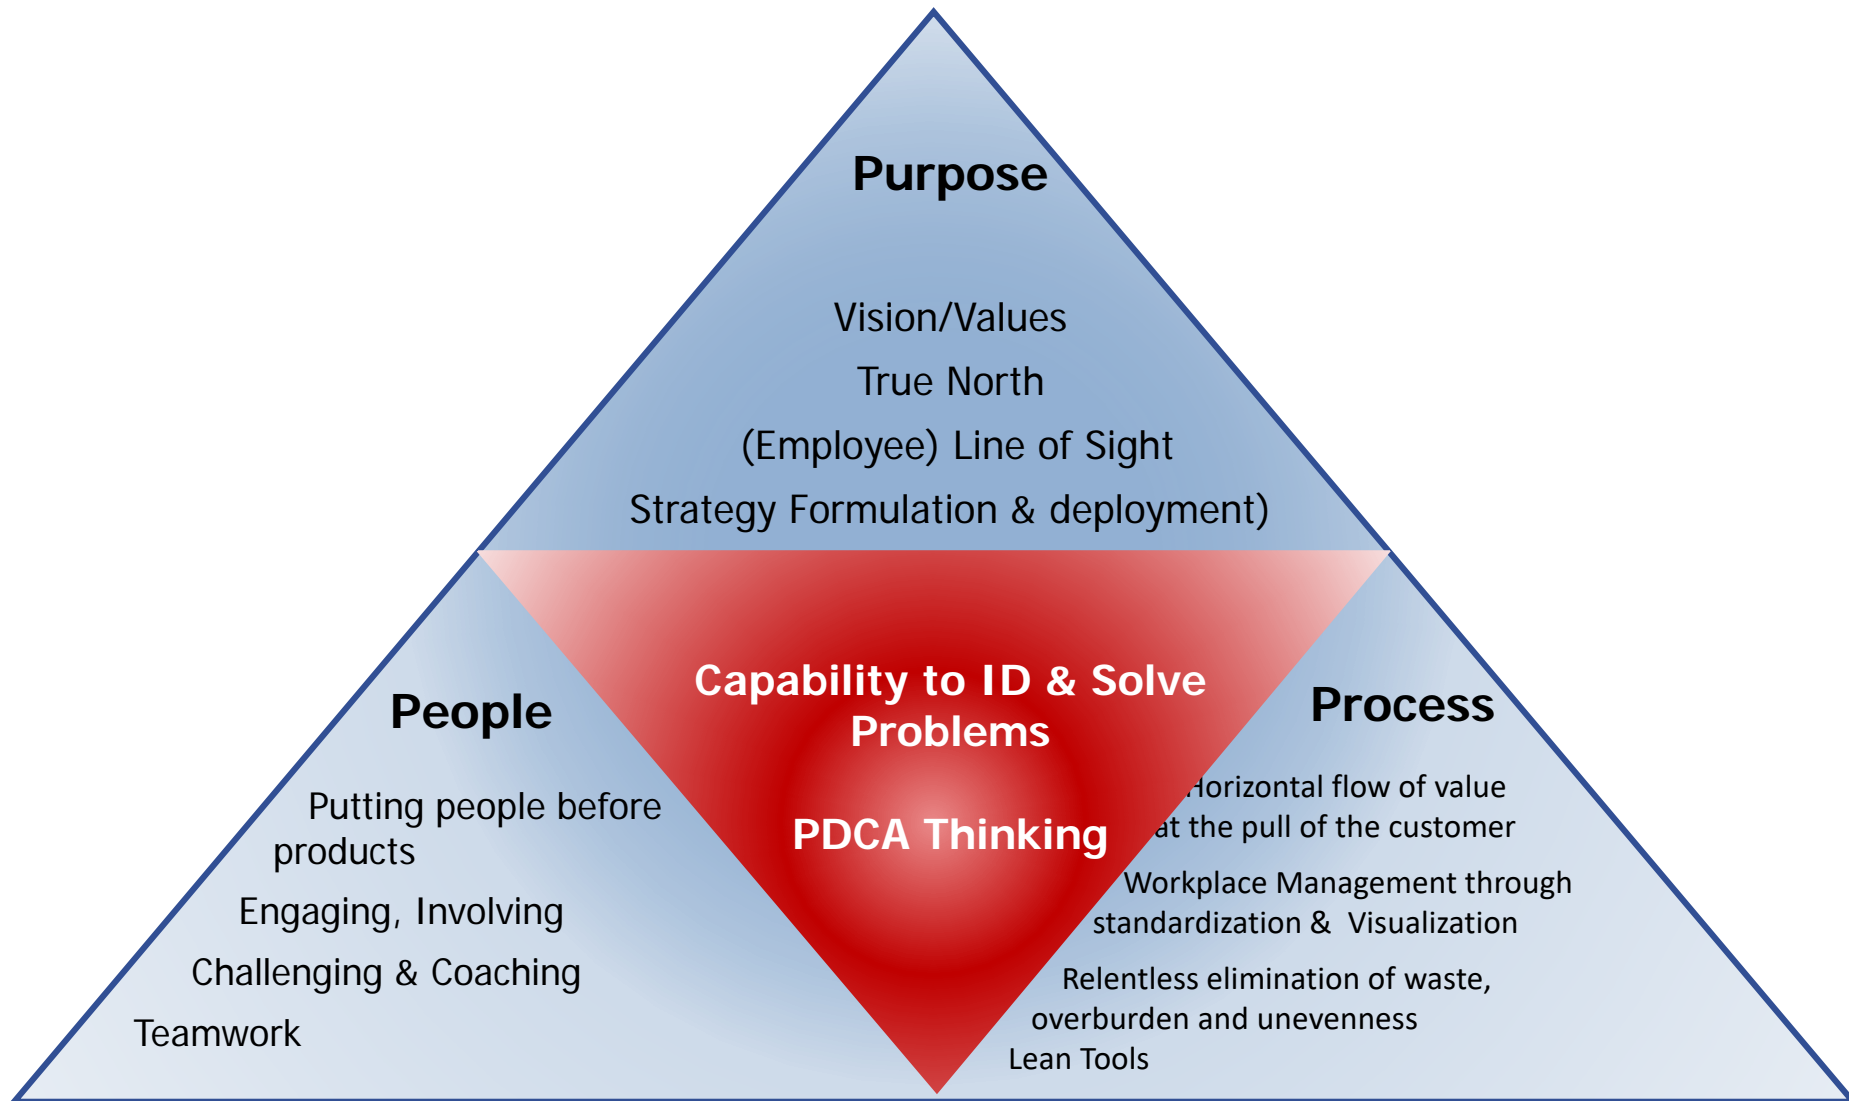 Purpose
Vision/Values
True North
(Employee) Line of Sight
Strategy Formulation & deployment)
Capability to ID & Solve
Problems
PDCA Thinking
People
Putting people before
products
Engaging, Involving
Challenging & Coaching
Teamwork
Process
Horizontal flow of value
at the pull of the customer
Workplace Management through
standardization & Visualization
Relentless elimination of waste,
overburden and unevenness
Lean Tools